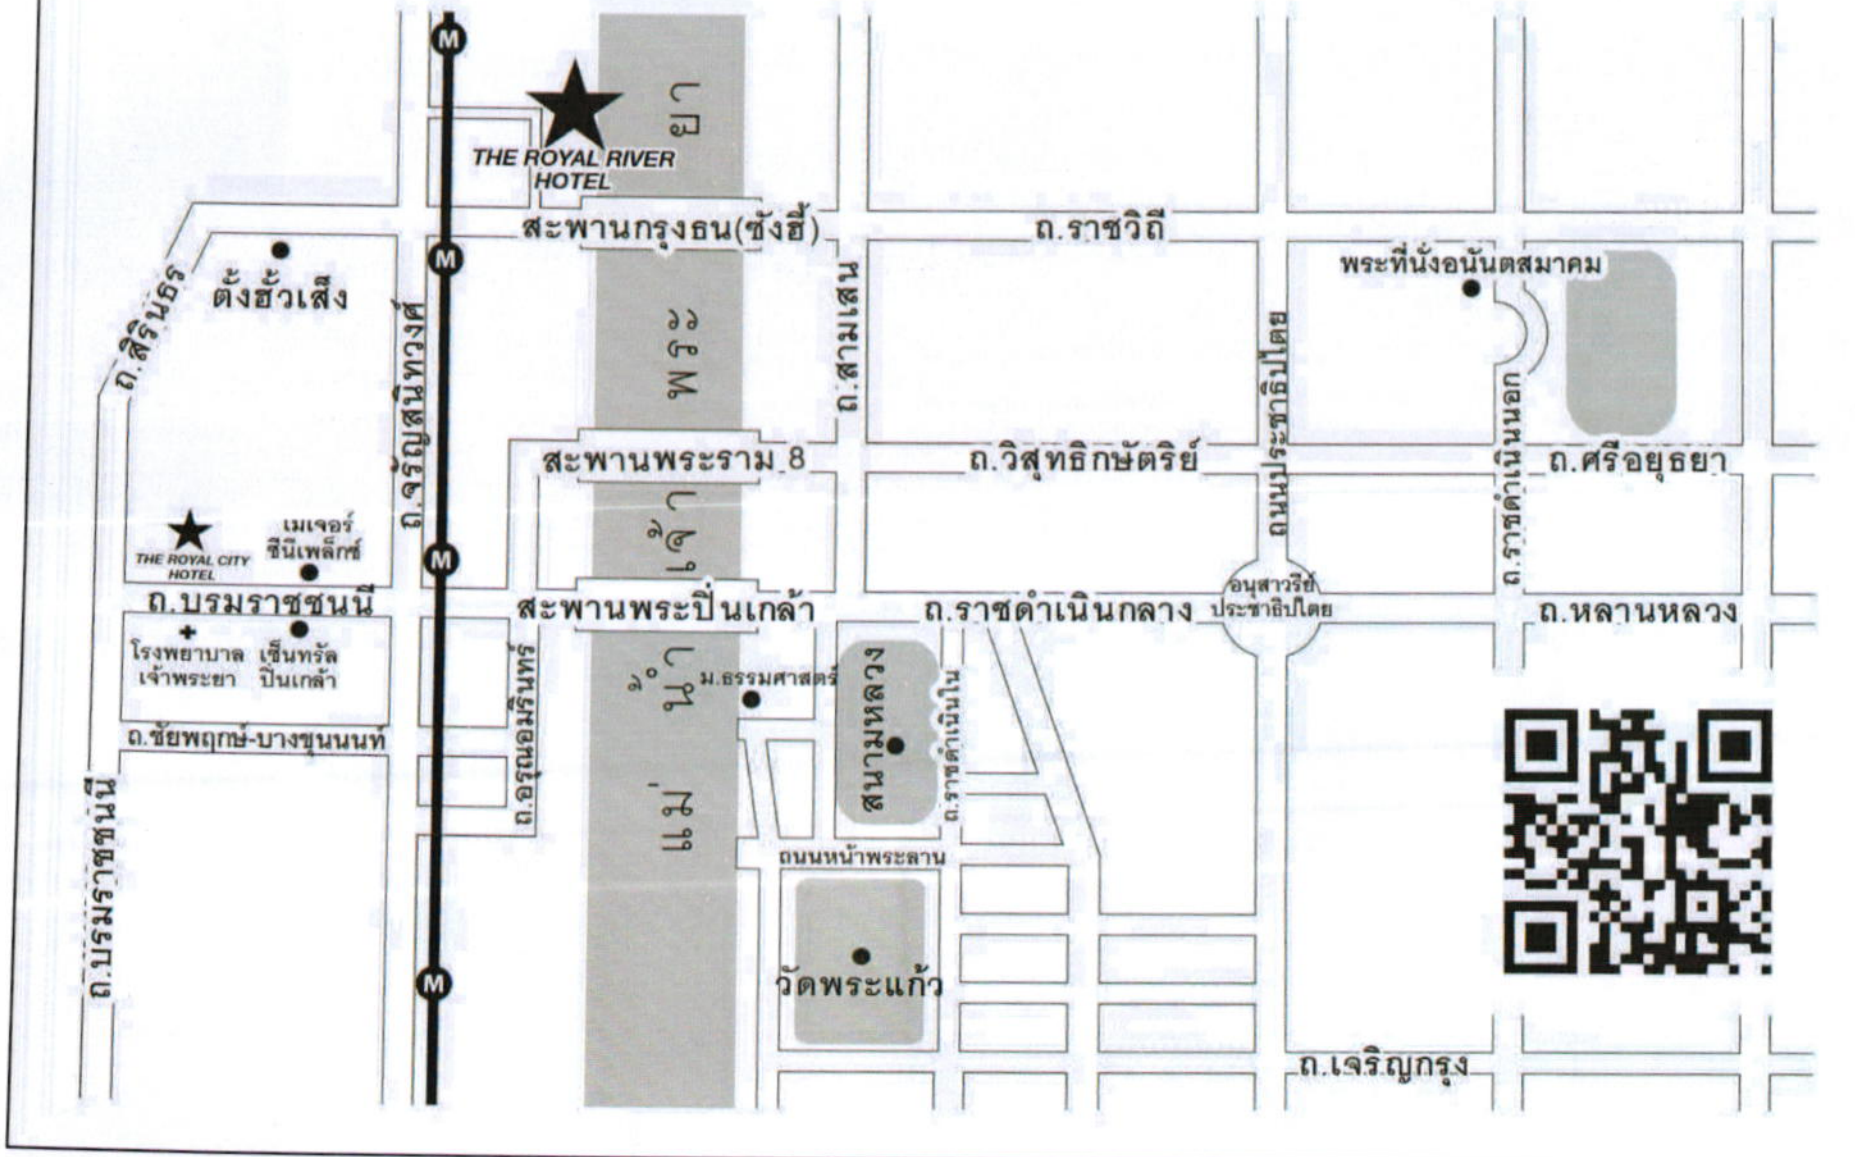 M
ยา
THE ROYAL RIVER
HOTEL
สะพานกรุงธน(ซังฮี้)
ถ.ราชวิถี
M
ตั้งฮั่วเส็ง
ถ.สิรินธร
ถ.จรัญสนิทวงศ์
พระ
ถ.สามเสน
ถนนประชาธิปไตย
พระที่นั่งอนันตสมาคม
ถ.ราชดำเนินนอก
สะพานพระราม 8
ถ.วิสุทธิกษัตริย์
ถ.ศรีอยุธยา
เจ้า
THE ROYAL CITY
HOTEL
เมเจอร์
ซีนีเพล็กซ์
M
ถ.บรมราชชนนี
สะพานพระปิ่นเกล้า
ถ.ราชดำเนินกลาง
อนุสาวรีย์
ประชาธิปไตย
ถ.หลานหลวง
โรงพยาบาล
เจ้าพระยา
เซ็นทรัล
ปิ่นเกล้า
ถ.อรุณอมรินทร์
น้ำ
ม.ธรรมศาสตร์
สนามหลวง
ถ.ราชดำเนินใน
ถ.ชัยพฤกษ์-บางขุนนนท์
แม่
ถ.บรมราชชนนี
ถนนหน้าพระลาน
วัดพระแก้ว
M
ถ.เจริญกรุง